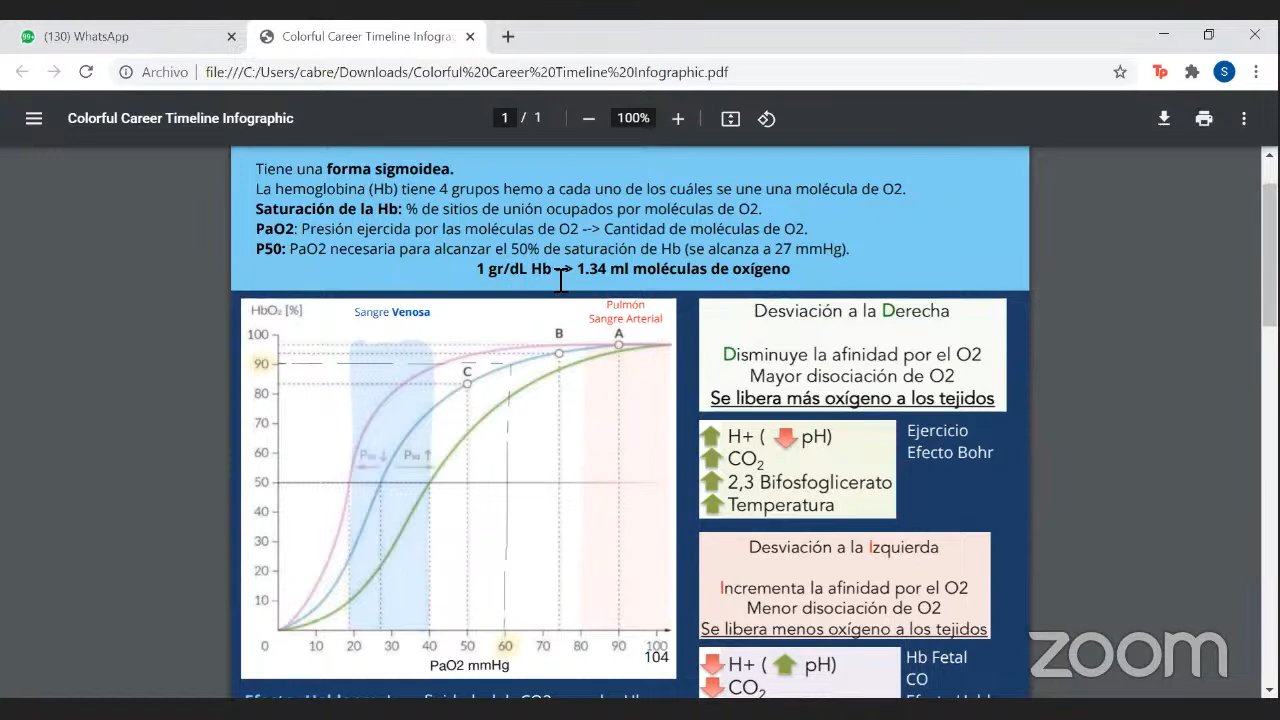 (130) WhatsApp
Colorful Career Timeline Infograp
Archivo
file:///C:/Users/cabre/Downloads/Colorful%20Career%20Timeline%20Infographic.pdf
S
Colorful Career Timeline Infographic
1 / 1
100%
Tiene una forma sigmoidea.
La hemoglobina (Hb) tiene 4 grupos hemo a cada uno de los cuáles se une una molécula de O2.
Saturación de la Hb: % de sitios de unión ocupados por moléculas de O2.
PaO2: Presión ejercida por las moléculas de O2 --> Cantidad de moléculas de O2.
P50: PaO2 necesaria para alcanzar el 50% de saturación de Hb (se alcanza a 27 mmHg).
1 gr/dL Hb --> 1.34 ml moléculas de oxígeno
HbO₂ [%]
Sangre Venosa
Pulmón
Sangre Arterial
100
90
80
70
60
50
40
30
20
10
B
A
C
P₅₀ ↓
P₅₀ ↑
0 10 20 30 40 50 60 70 80 90 100
104
PaO2 mmHg
Desviación a la Derecha
Disminuye la afinidad por el O2
Mayor disociación de O2
Se libera más oxígeno a los tejidos
H+ ( pH)
CO₂
2,3 Bifosfoglicerato
Temperatura
Ejercicio
Efecto Bohr
Desviación a la Izquierda
Incrementa la afinidad por el O2
Menor disociación de O2
Se libera menos oxígeno a los tejidos
H+ ( pH)
CO₂
Hb Fetal
CO
zoom